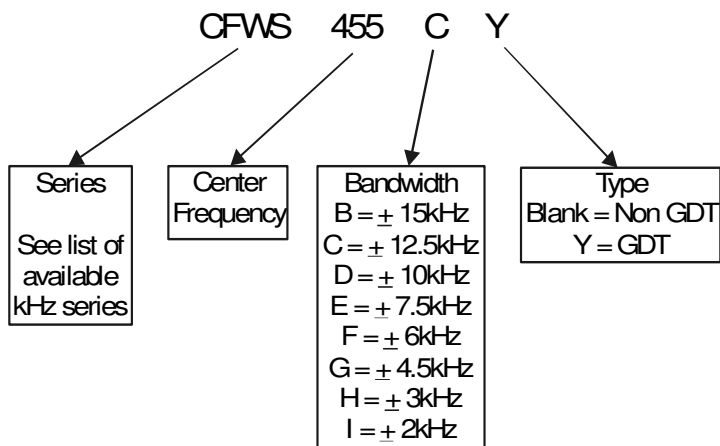 CFWS 455 C Y
Series
See list of
available
kHz series
Center
Frequency
Bandwidth
B = ± 15kHz
C = ± 12.5kHz
D = ± 10kHz
E = ± 7.5kHz
F = ± 6kHz
G = ± 4.5kHz
H = ± 3kHz
I = ± 2kHz
Type
Blank = Non GDT
Y = GDT